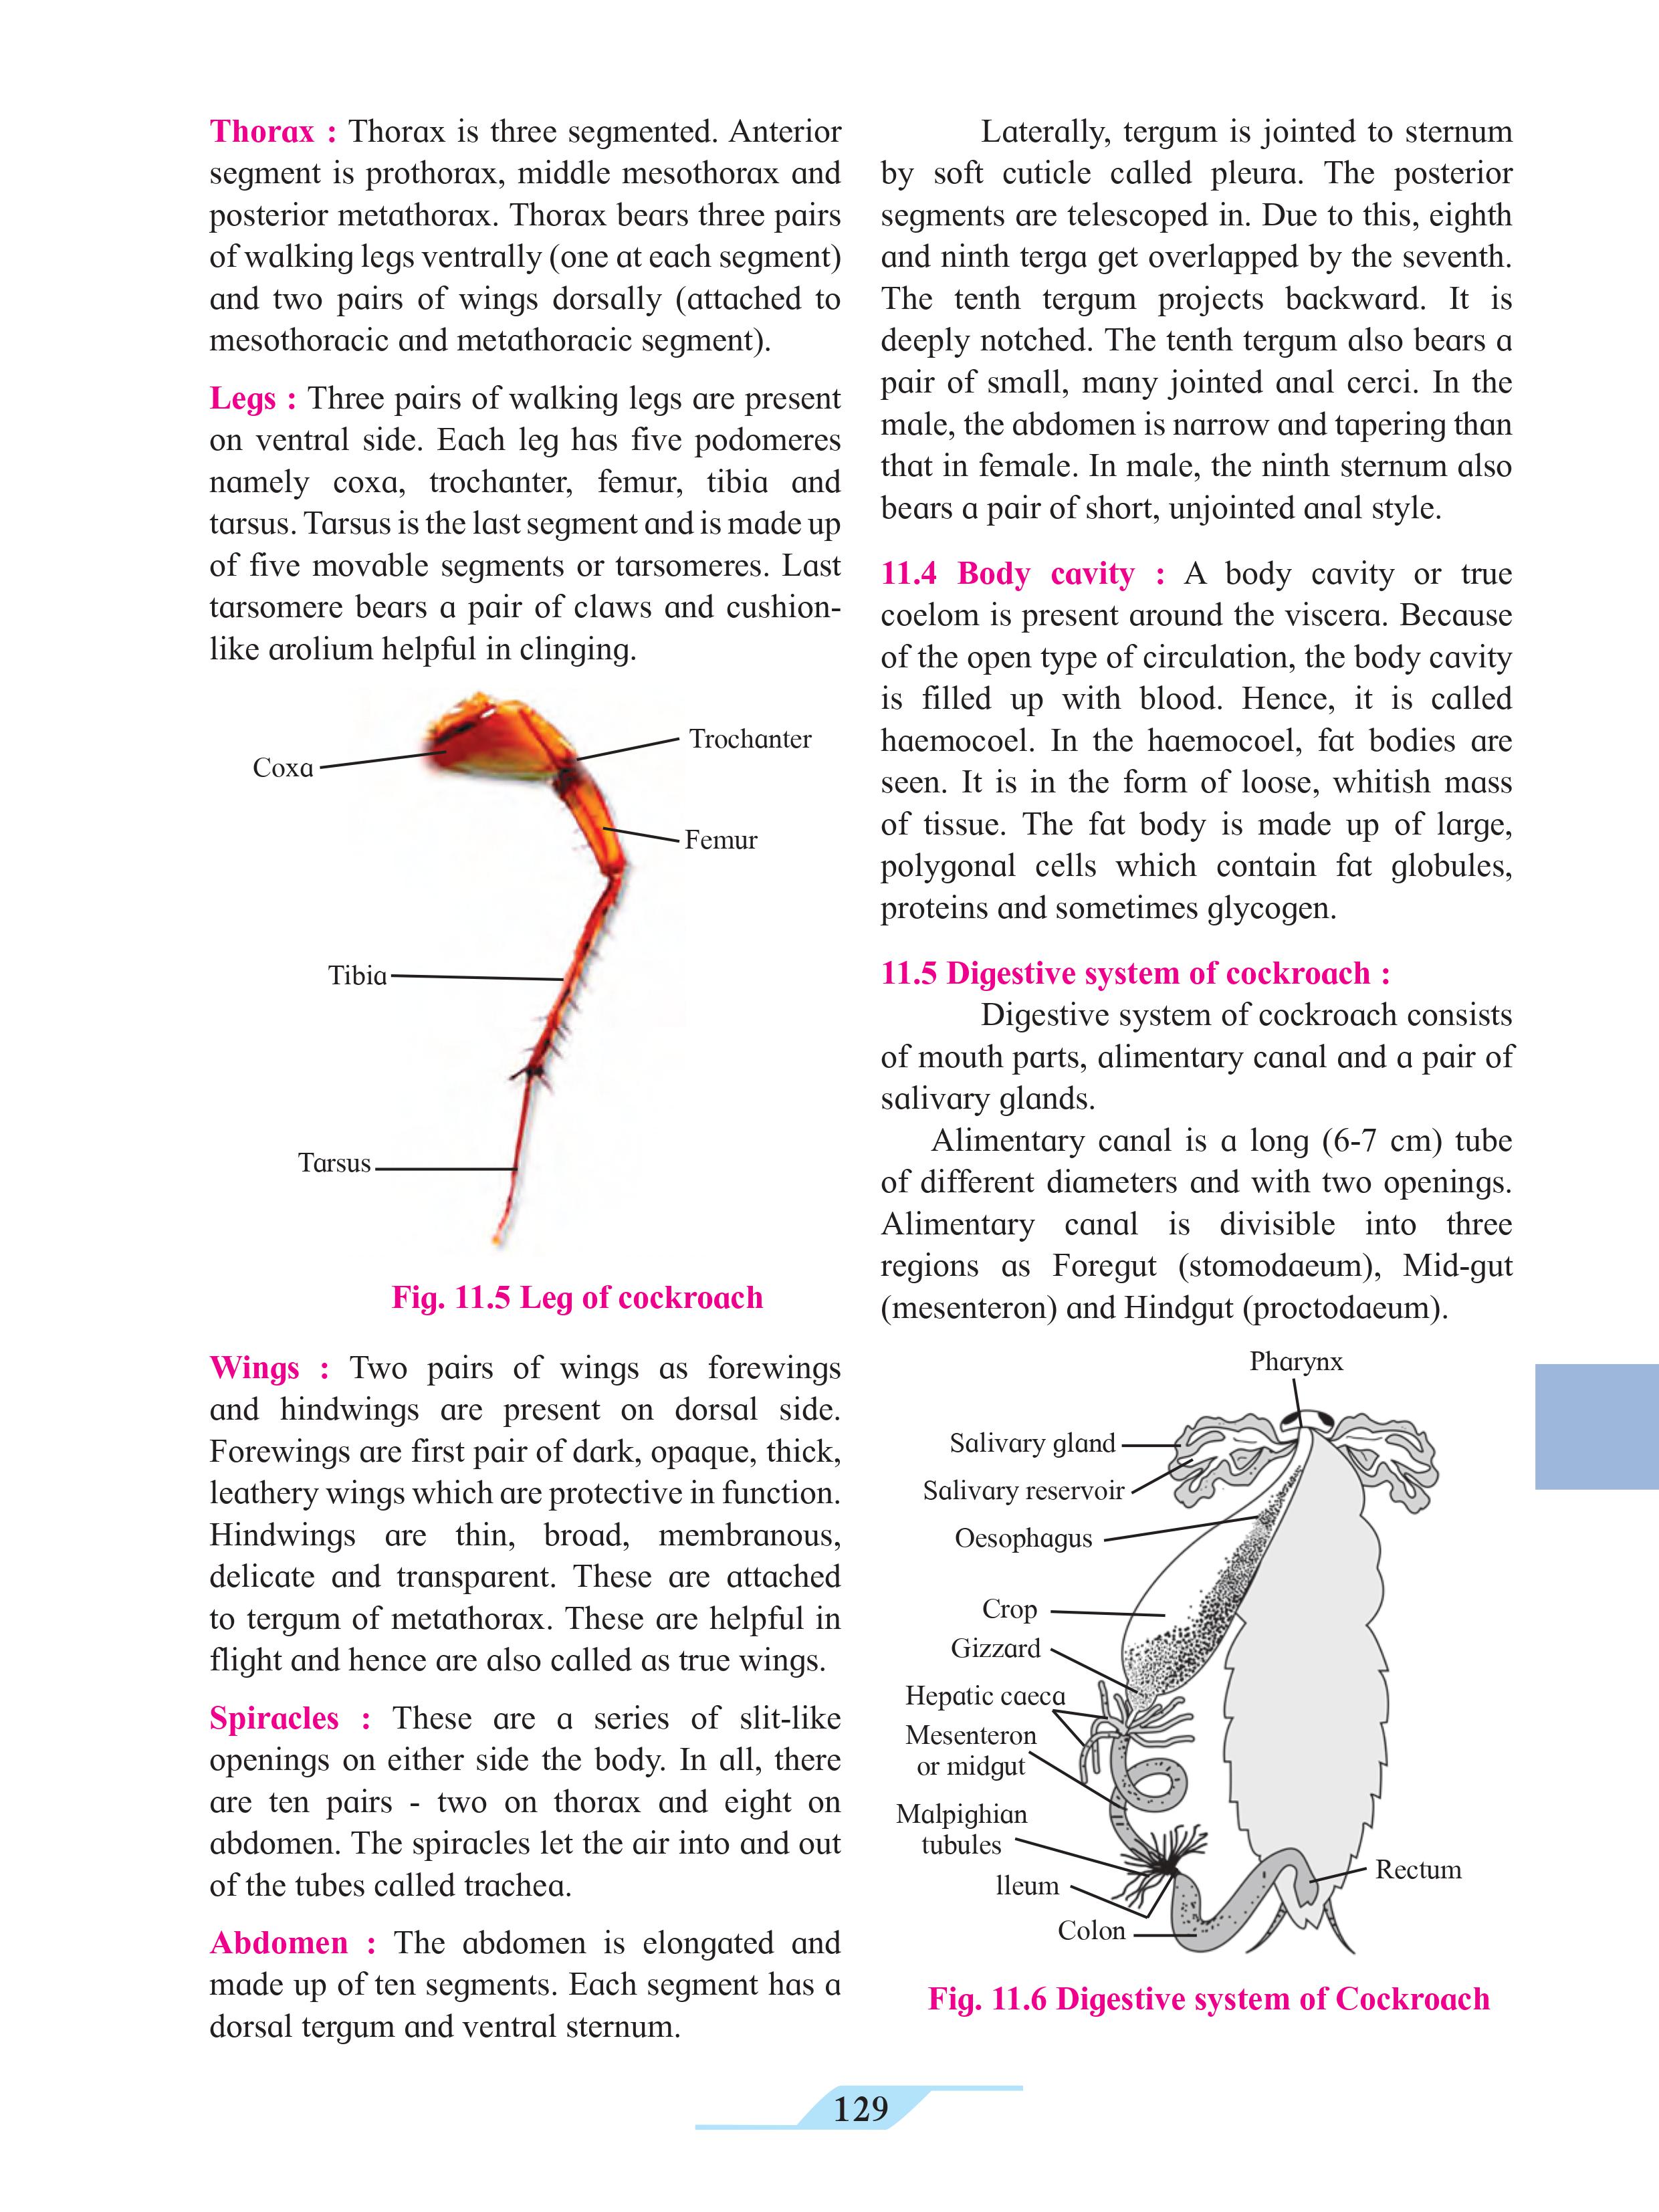 Thorax : Thorax is three segmented. Anterior
segment is prothorax, middle mesothorax and
posterior metathorax. Thorax bears three pairs
of walking legs ventrally (one at each segment)
and two pairs of wings dorsally (attached to
mesothoracic and metathoracic segment).
Legs : Three pairs of walking legs are present
on ventral side. Each leg has five podomeres
namely coxa, trochanter, femur, tibia and
tarsus. Tarsus is the last segment and is made up
of five movable segments or tarsomeres. Last
tarsomere bears a pair of claws and cushion-
like arolium helpful in clinging.
Trochanter
Coxa
Femur
Tibia
Tarsus
Fig. 11.5 Leg of cockroach
Wings : Two pairs of wings as forewings
and hindwings are present on dorsal side.
Forewings are first pair of dark, opaque, thick,
leathery wings which are protective in function.
Hindwings are thin, broad, membranous,
delicate and transparent. These are attached
to tergum of metathorax. These are helpful in
flight and hence are also called as true wings.
Spiracles : These are a series of slit-like
openings on either side the body. In all, there
are ten pairs - two on thorax and eight on
abdomen. The spiracles let the air into and out
of the tubes called trachea.
Abdomen : The abdomen is elongated and
made up of ten segments. Each segment has a
dorsal tergum and ventral sternum.
Laterally, tergum is jointed to sternum
by soft cuticle called pleura. The posterior
segments are telescoped in. Due to this, eighth
and ninth terga get overlapped by the seventh.
The tenth tergum projects backward. It is
deeply notched. The tenth tergum also bears a
pair of small, many jointed anal cerci. In the
male, the abdomen is narrow and tapering than
that in female. In male, the ninth sternum also
bears a pair of short, unjointed anal style.
11.4 Body cavity : A body cavity or true
coelom is present around the viscera. Because
of the open type of circulation, the body cavity
is filled up with blood. Hence, it is called
haemocoel. In the haemocoel, fat bodies are
seen. It is in the form of loose, whitish mass
of tissue. The fat body is made up of large,
polygonal cells which contain fat globules,
proteins and sometimes glycogen.
11.5 Digestive system of cockroach :
Digestive system of cockroach consists
of mouth parts, alimentary canal and a pair of
salivary glands.
Alimentary canal is a long (6-7 cm) tube
of different diameters and with two openings.
Alimentary canal is divisible into three
regions as Foregut (stomodaeum), Mid-gut
(mesenteron) and Hindgut (proctodaeum).
Pharynx
Salivary gland
Salivary reservoir
Oesophagus
Crop
Gizzard
Hepatic caeca
Mesenteron
or midgut
Malpighian
tubules
Rectum
Ileum
Colon
Fig. 11.6 Digestive system of Cockroach
129